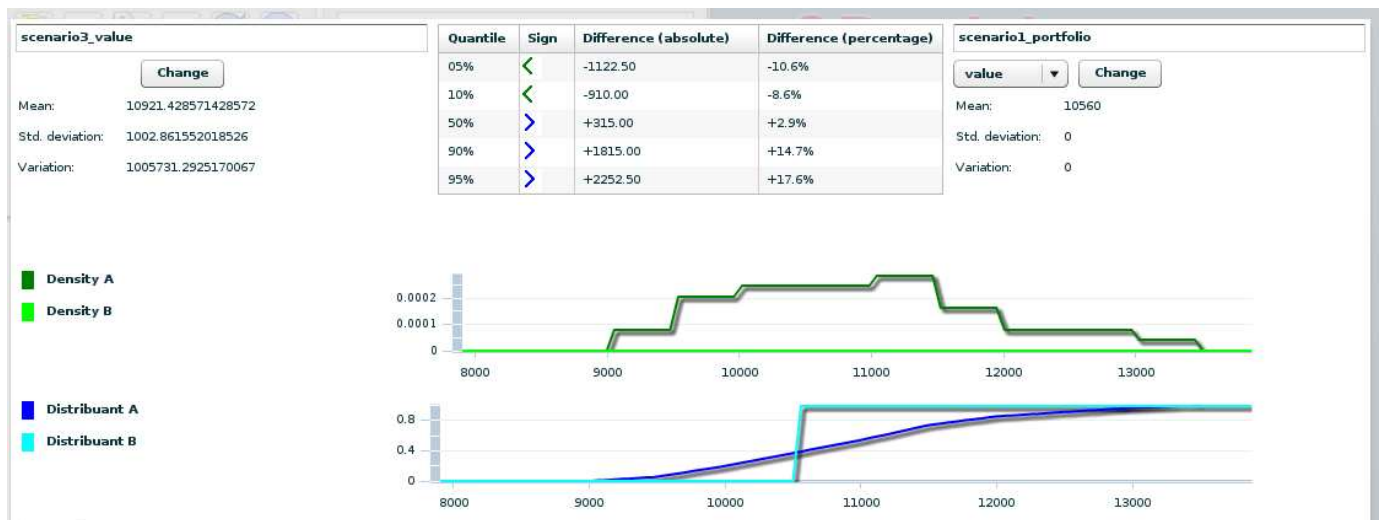 scenario3_value
Change
Mean: 10921.428571428572
Std. deviation: 1002.861552018526
Variation: 1005731.2925170067
Quantile Sign Difference (absolute) Difference (percentage)
05% < -1122.50 -10.6%
10% < -910.00 -8.6%
50% > +315.00 +2.9%
90% > +1815.00 +14.7%
95% > +2252.50 +17.6%
scenario1_portfolio
value Change
Mean: 10560
Std. deviation: 0
Variation: 0
Density A
Density B
0.0002
0.0001
0
8000 9000 10000 11000 12000 13000
Distribuant A
Distribuant B
0.8
0.4
0
8000 9000 10000 11000 12000 13000